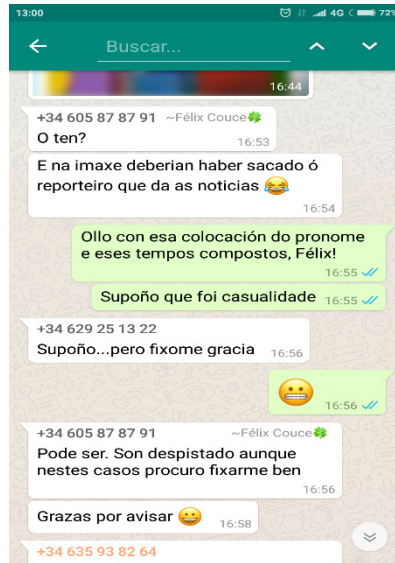 13:00 4G 72%
Buscar...
16:44
+34 605 87 87 91 ~Félix Couce🍀
O ten?
16:53
E na imaxe deberian haber sacado ó
reporteiro que da as noticias 😂
16:54
Ollo con esa colocación do pronome
e eses tempos compostos, Félix!
16:55
Supoño que foi casualidade 16:55
+34 629 25 13 22
Supoño...pero fixome gracia 16:56
😬 16:56
+34 605 87 87 91 ~Félix Couce🍀
Pode ser. Son despistado aunque
nestes casos procuro fixarme ben
16:56
Grazas por avisar 😀 16:58
+34 635 93 82 64